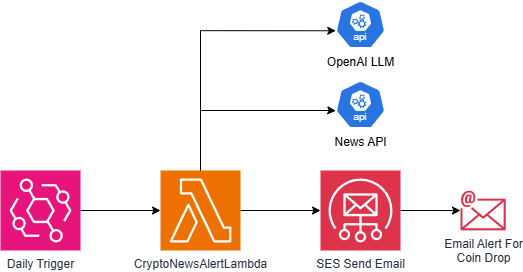 api
OpenAI LLM
api
News API
Daily Trigger
CryptoNewsAlertLambda
SES Send Email
@
Email Alert For
Coin Drop